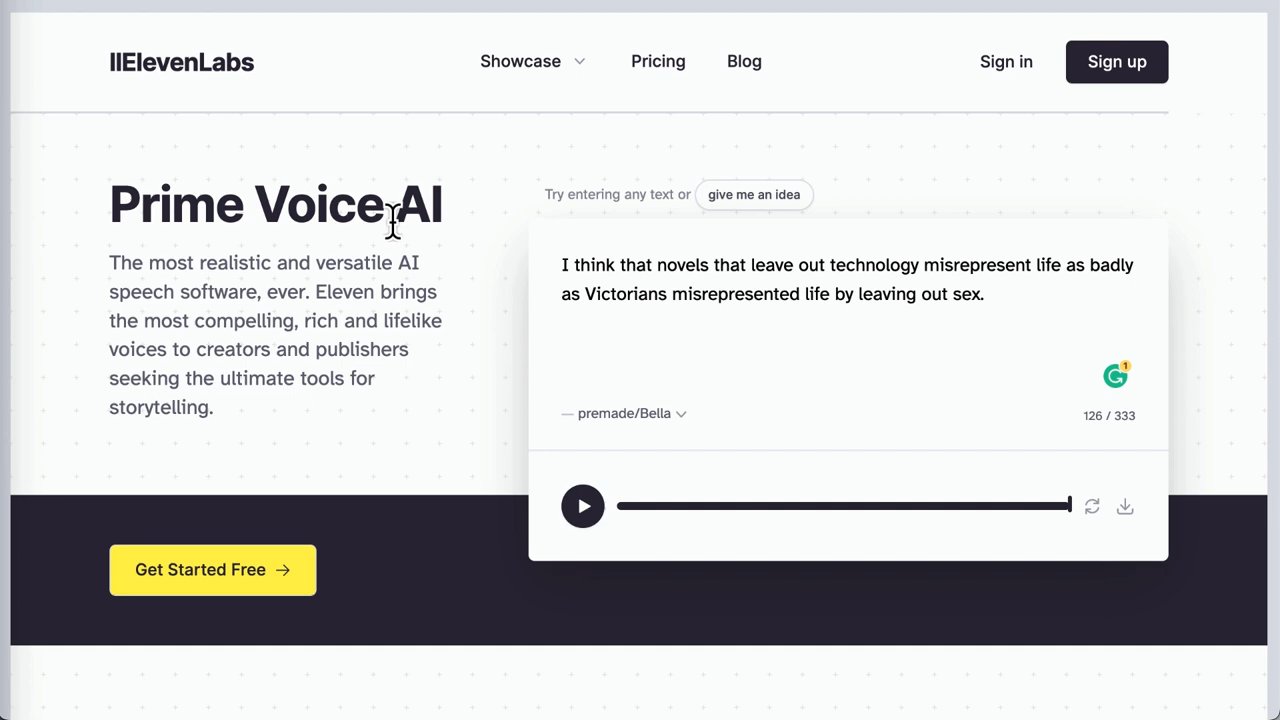 IIElevenLabs
Showcase
Pricing
Blog
Sign in
Sign up
Prime Voice AI
The most realistic and versatile AI
speech software, ever. Eleven brings
the most compelling, rich and lifelike
voices to creators and publishers
seeking the ultimate tools for
storytelling.
Get Started Free →
Try entering any text or give me an idea
I think that novels that leave out technology misrepresent life as badly
as Victorians misrepresented life by leaving out sex.
1
— premade/Bella
126 / 333